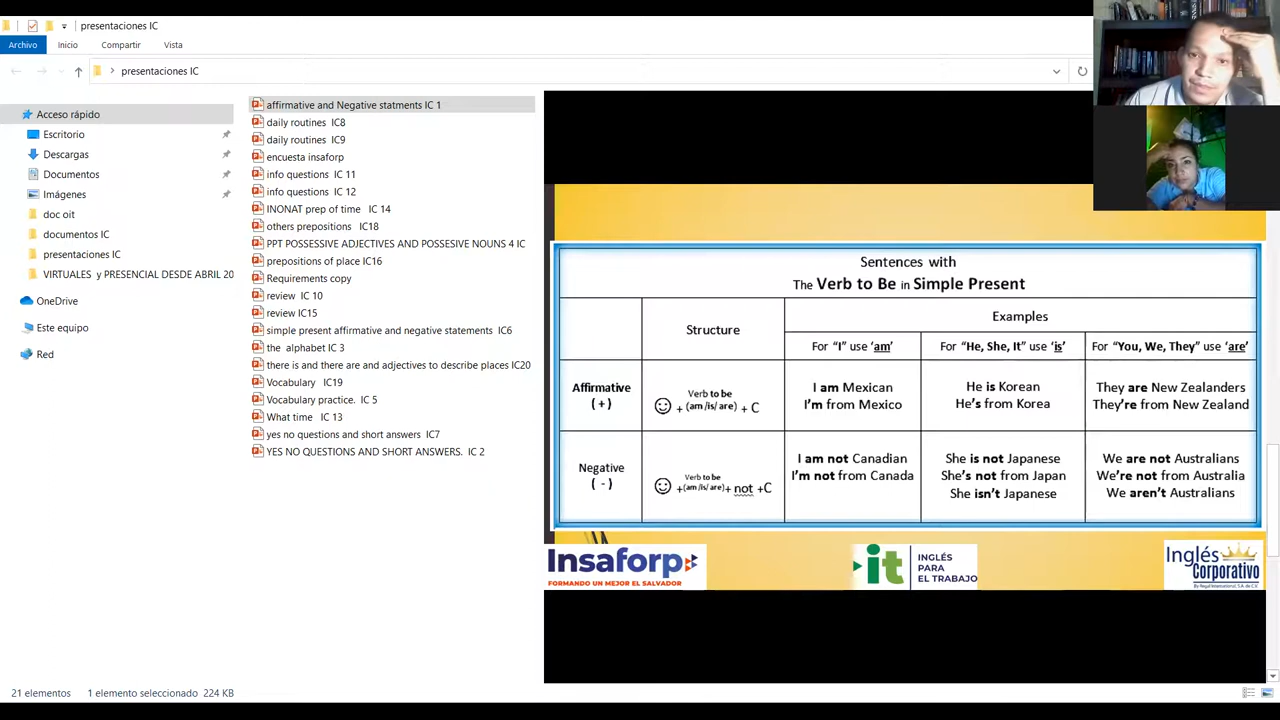 presentaciones IC
Archivo
Inicio
Compartir
Vista
presentaciones IC
Acceso rápido
Escritorio
Descargas
Documentos
Imágenes
doc oit
documentos IC
presentaciones IC
VIRTUALES y PRESENCIAL DESDE ABRIL 20
OneDrive
Este equipo
Red
affirmative and Negative statments IC 1
daily routines IC8
daily routines IC9
encuesta insaforp
info questions IC 11
info questions IC 12
INONAT prep of time IC 14
others prepositions IC18
PPT POSSESSIVE ADJECTIVES AND POSSESIVE NOUNS 4 IC
prepositions of place IC16
Requirements copy
review IC 10
review IC15
simple present affirmative and negative statements IC6
the alphabet IC 3
there is and there are and adjectives to describe places IC20
Vocabulary IC19
Vocabulary practice. IC 5
What time IC 13
yes no questions and short answers IC7
YES NO QUESTIONS AND SHORT ANSWERS. IC 2
Sentences with
The Verb to Be in Simple Present
Structure
Examples
For "I" use 'am'
For "He, She, It" use 'is'
For "You, We, They" use 'are'
Affirmative
( + )
Verb to be
+ (am /is/ are) + C
I am Mexican
I'm from Mexico
He is Korean
He's from Korea
They are New Zealanders
They're from New Zealand
Negative
( - )
Verb to be
+(am /is/ are)+ not +C
I am not Canadian
I'm not from Canada
She is not Japanese
She's not from Japan
She isn't Japanese
We are not Australians
We're not from Australia
We aren't Australians
Insaforp
FORMANDO UN MEJOR EL SALVADOR
it
INGLÉS
PARA
EL TRABAJO
Inglés
Corporativo
By Regal International, S.A. de C.V.
21 elementos
1 elemento seleccionado 224 KB